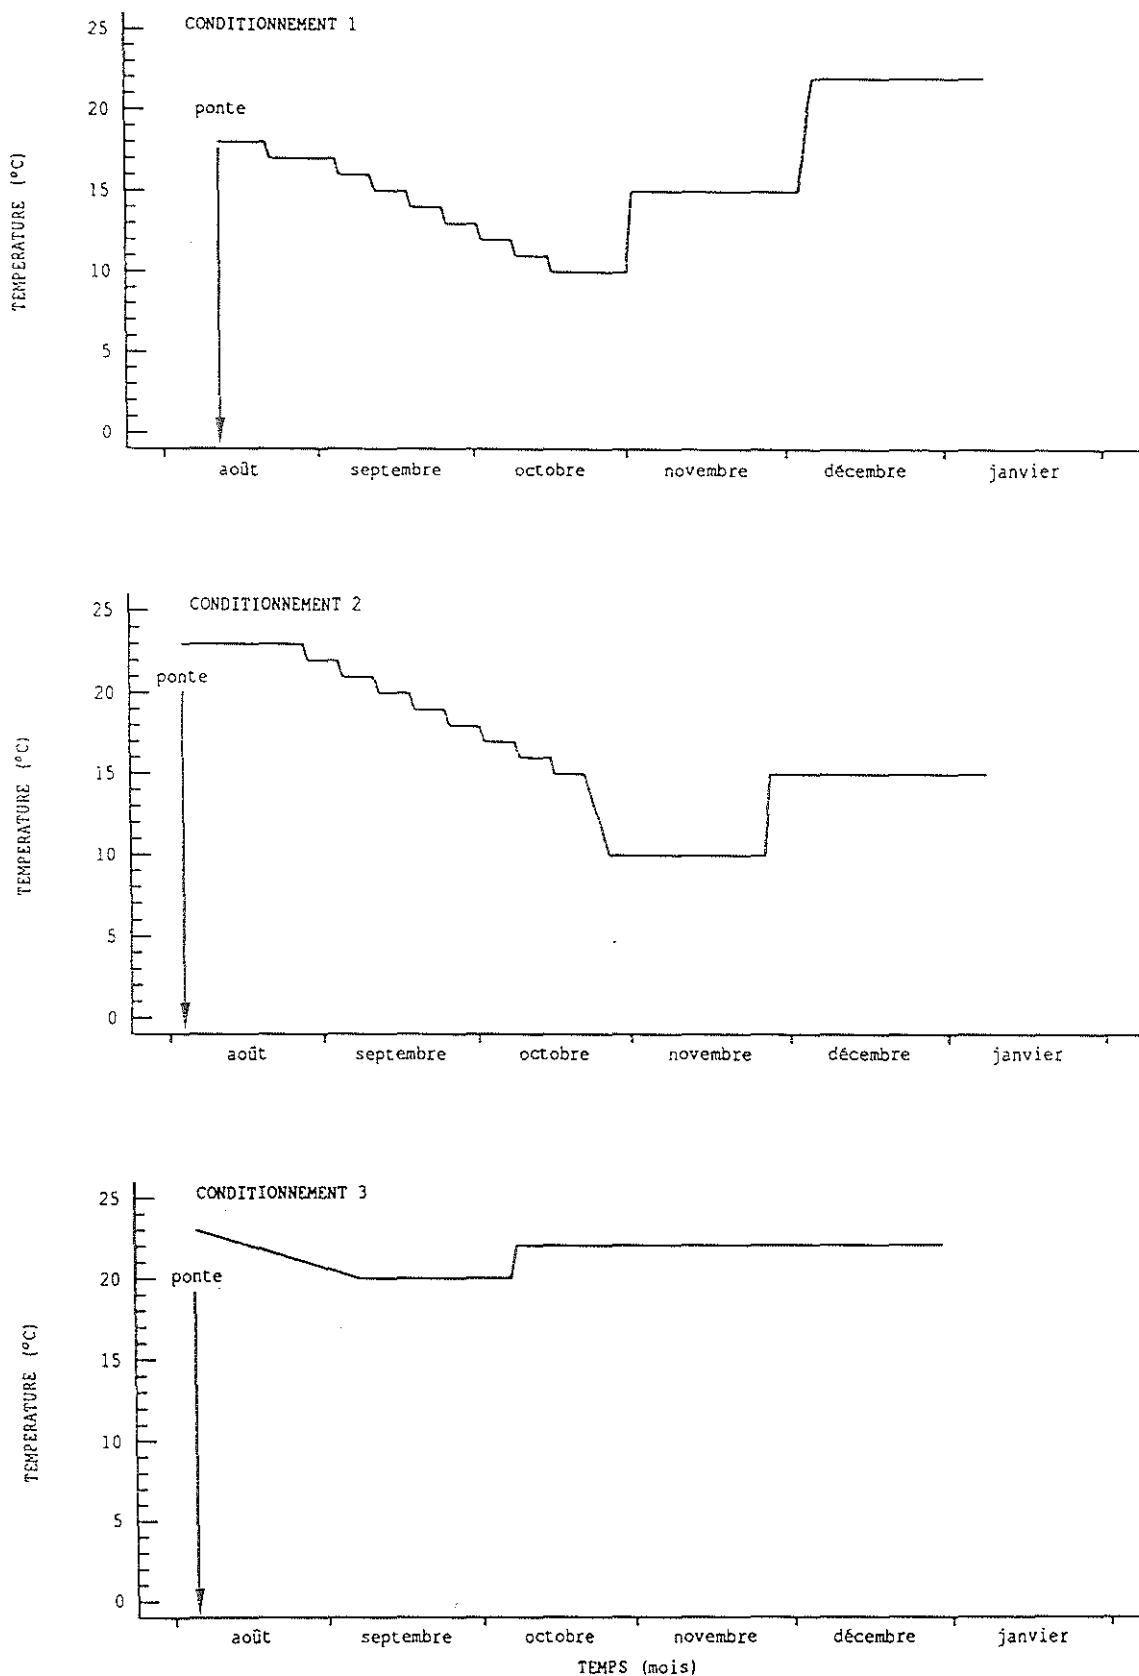 CONDITIONNEMENT 1
25
20
15
10
5
0
TEMPERATURE (°C)
ponte
août septembre octobre novembre décembre janvier
CONDITIONNEMENT 2
25
20
15
10
5
0
TEMPERATURE (°C)
ponte
août septembre octobre novembre décembre janvier
CONDITIONNEMENT 3
25
20
15
10
5
0
TEMPERATURE (°C)
ponte
août septembre octobre novembre décembre janvier
TEMPS (mois)